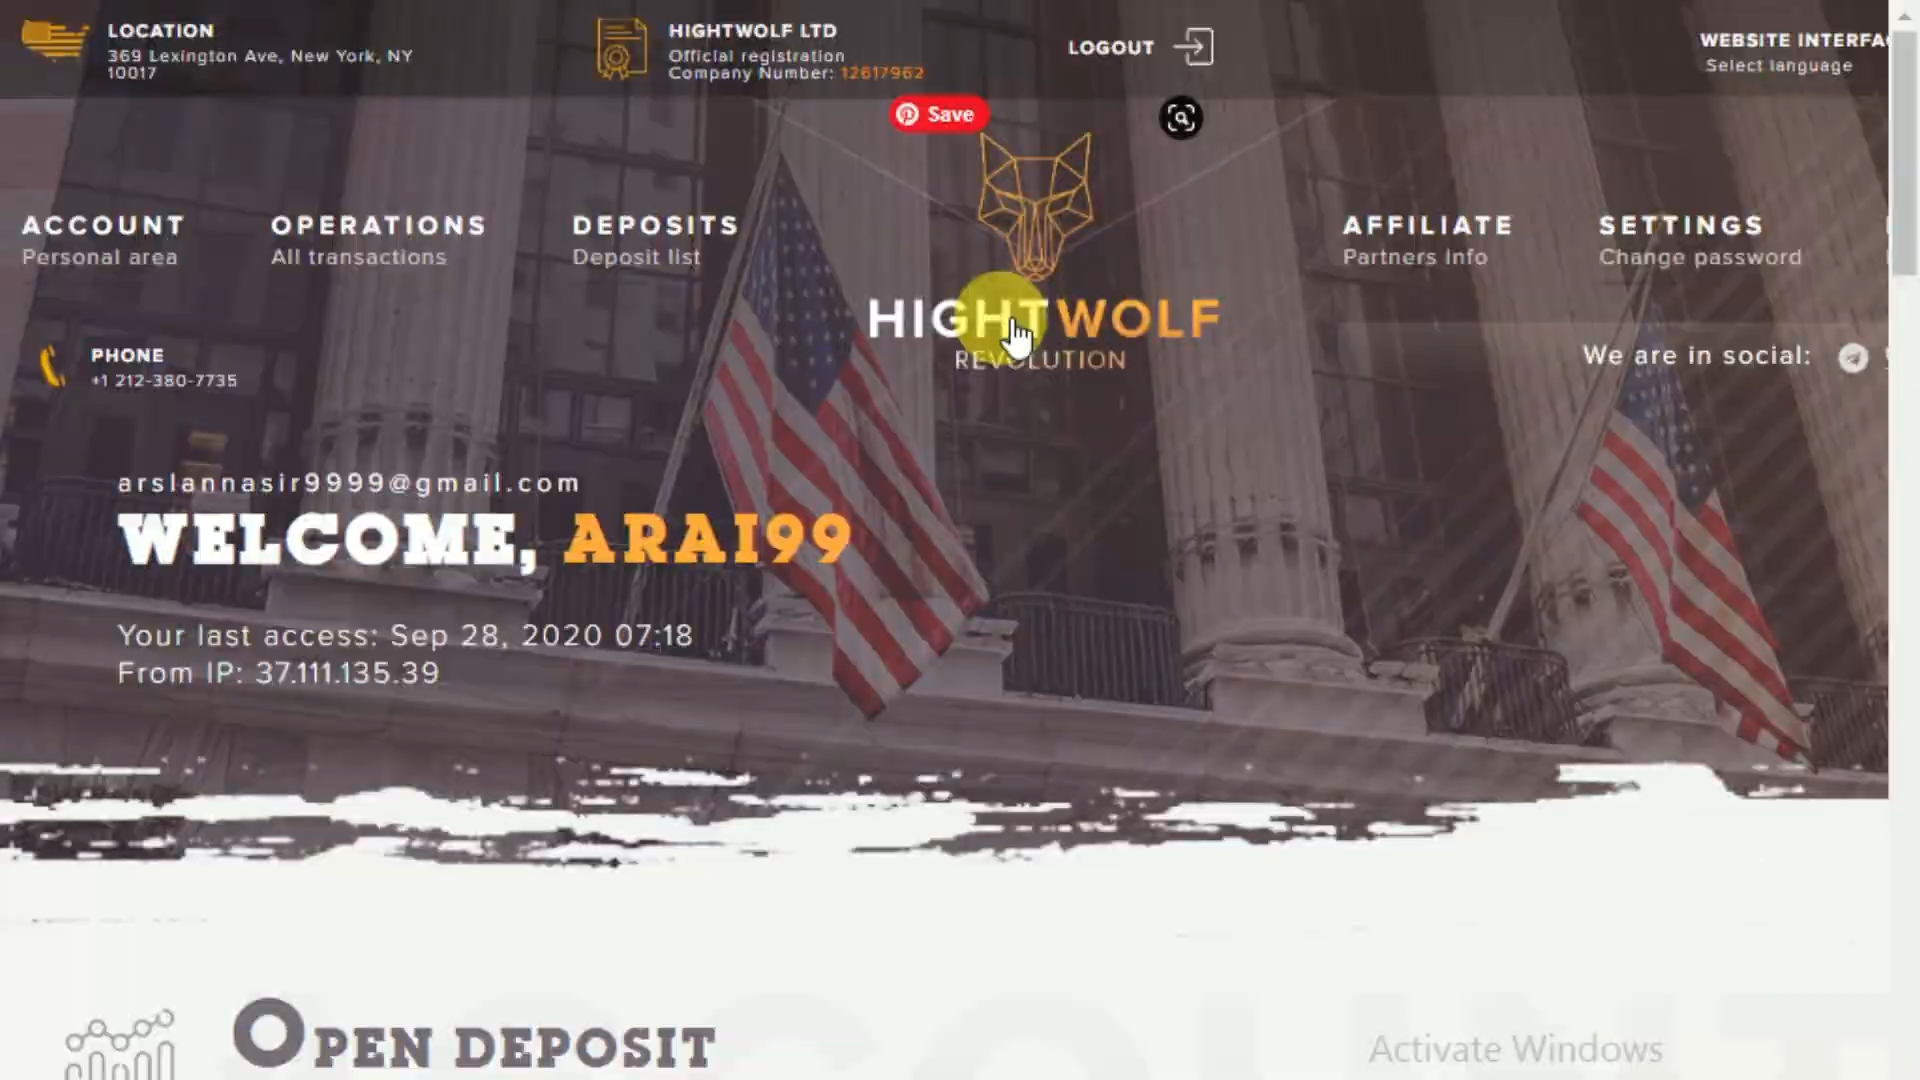 LOCATION
369 Lexington Ave, New York, NY
10017
HIGHTWOLF LTD
Official registration
Company Number: 12617962
LOGOUT
WEBSITE INTERFA
Select language
Save
ACCOUNT
Personal area
OPERATIONS
All transactions
DEPOSITS
Deposit list
HIGHTWOLF
REVOLUTION
AFFILIATE
Partners info
SETTINGS
Change password
PHONE
+1 212-380-7735
We are in social:
arslannasir9999@gmail.com
WELCOME, ARAI99
Your last access: Sep 28, 2020 07:18
From IP: 37.111.135.39
OPEN DEPOSIT
Activate Windows